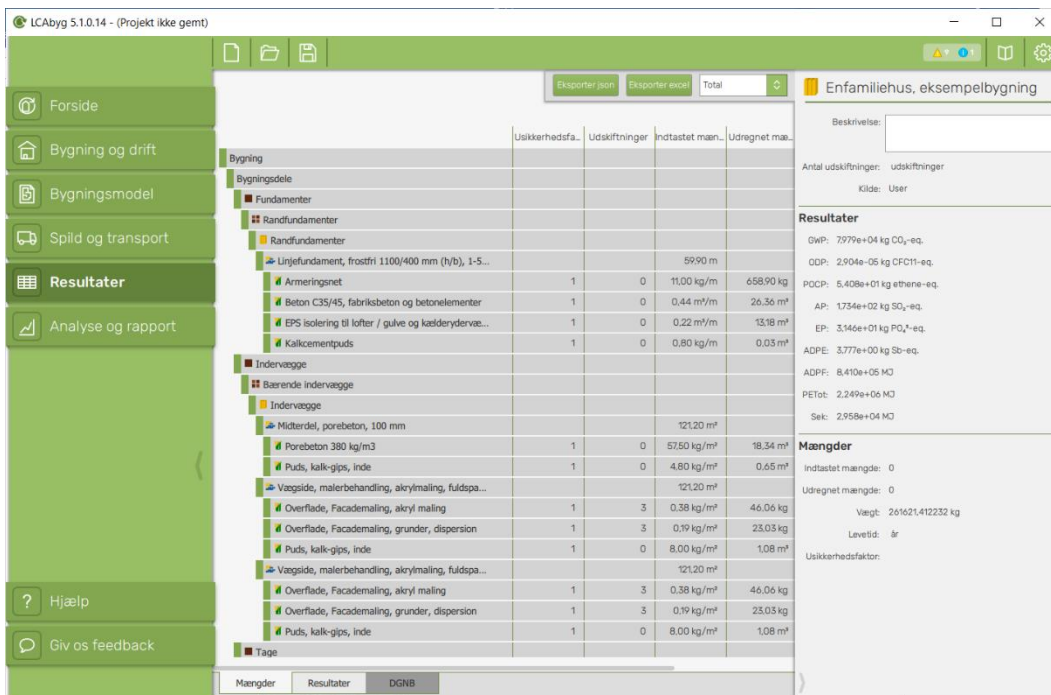 LCAbyg 5.1.0.14 - (Projekt ikke gemt)
Forside
Bygning og drift
Bygningsmodel
Spild og transport
Resultater
Analyse og rapport
Hjælp
Giv os feedback
Eksporter json Eksporter excel Total
Usikkerhedsfa... Udskiftninger Indtastet mæn... Udregnet mæ...
Bygning
Bygningsdele
Fundamenter
Randfundamenter
Randfundamenter
Linjefundament, frostfri 1100/400 mm (h/b), 1-5... 59,90 m
Armeringsnet 1 0 11,00 kg/m 658,90 kg
Beton C35/45, fabriksbeton og betonelementer 1 0 0,44 m³/m 26,36 m³
EPS isolering til lofter / gulve og kælderydervæ... 1 0 0,22 m³/m 13,18 m³
Kalkcementpuds 1 0 0,80 kg/m 0,03 m³
Indervægge
Bærende indervægge
Indervægge
Midterdel, porebeton, 100 mm 121,20 m²
Porebeton 380 kg/m3 1 0 57,50 kg/m² 18,34 m³
Puds, kalk-gips, inde 1 0 4,80 kg/m² 0,65 m³
Vægside, malerbehandling, akrylmaling, fuldspa... 121,20 m²
Overflade, Facademaling, akryl maling 1 3 0,38 kg/m² 46,06 kg
Overflade, Facademaling, grunder, dispersion 1 3 0,19 kg/m² 23,03 kg
Puds, kalk-gips, inde 1 0 8,00 kg/m² 1,08 m³
Vægside, malerbehandling, akrylmaling, fuldspa... 121,20 m²
Overflade, Facademaling, akryl maling 1 3 0,38 kg/m² 46,06 kg
Overflade, Facademaling, grunder, dispersion 1 3 0,19 kg/m² 23,03 kg
Puds, kalk-gips, inde 1 0 8,00 kg/m² 1,08 m³
Tage
Mængder Resultater DGNB
Enfamiliehus, eksempelbygning
Beskrivelse:
Antal udskiftninger: udskiftninger
Kilde: User
Resultater
GWP: 7,979e+04 kg CO₂-eq.
ODP: 2,904e-05 kg CFC11-eq.
POCP: 5,408e+01 kg ethene-eq.
AP: 1,734e+02 kg SO₂-eq.
EP: 3,146e+01 kg PO₄³-eq.
ADPE: 3,777e+00 kg Sb-eq.
ADPF: 8,410e+05 MJ
PETot: 2,249e+06 MJ
Sek: 2,958e+04 MJ
Mængder
Indtastet mængde: 0
Udregnet mængde: 0
Vægt: 261621,412232 kg
Levetid: år
Usikkerhedsfaktor: